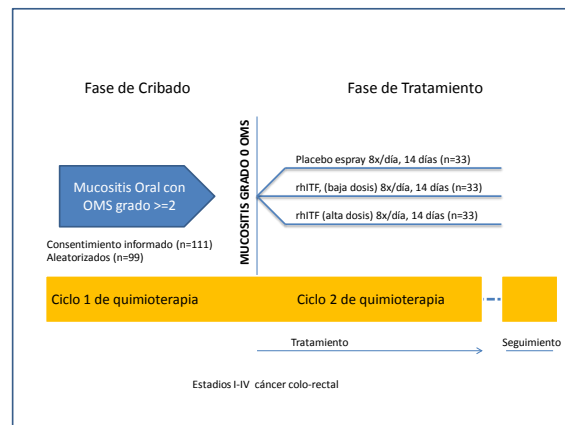 Fase de Cribado
Fase de Tratamiento
MUCOSITIS GRADO 0 OMS
Placebo espray 8x/día, 14 días (n=33)
Mucositis Oral con
OMS grado >=2
rhITF, (baja dosis) 8x/día, 14 días (n=33)
rhITF (alta dosis) 8x/día, 14 días (n=33)
Consentimiento informado (n=111)
Aleatorizados (n=99)
Ciclo 1 de quimioterapia
Ciclo 2 de quimioterapia
Tratamiento
Seguimiento
Estadios I-IV cáncer colo-rectal